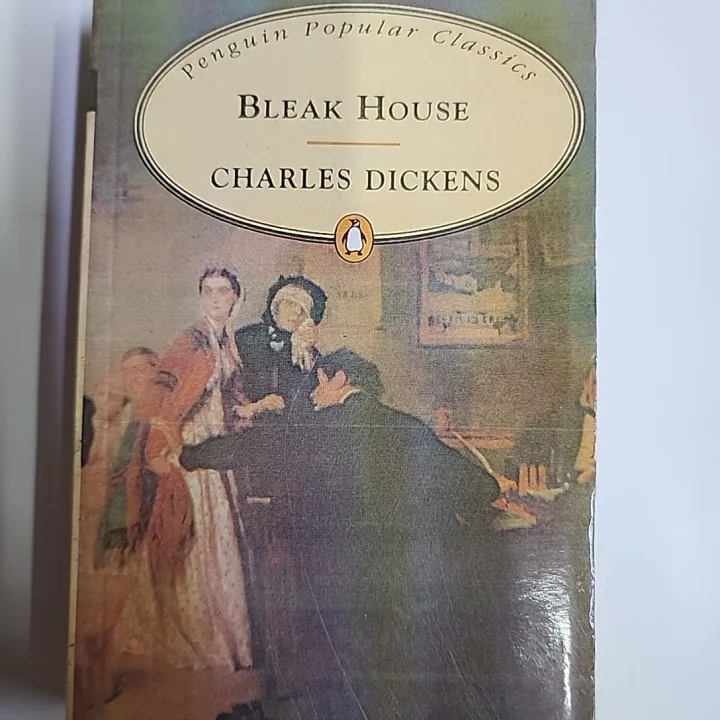 Penguin Popular Classics
BLEAK HOUSE
CHARLES DICKENS